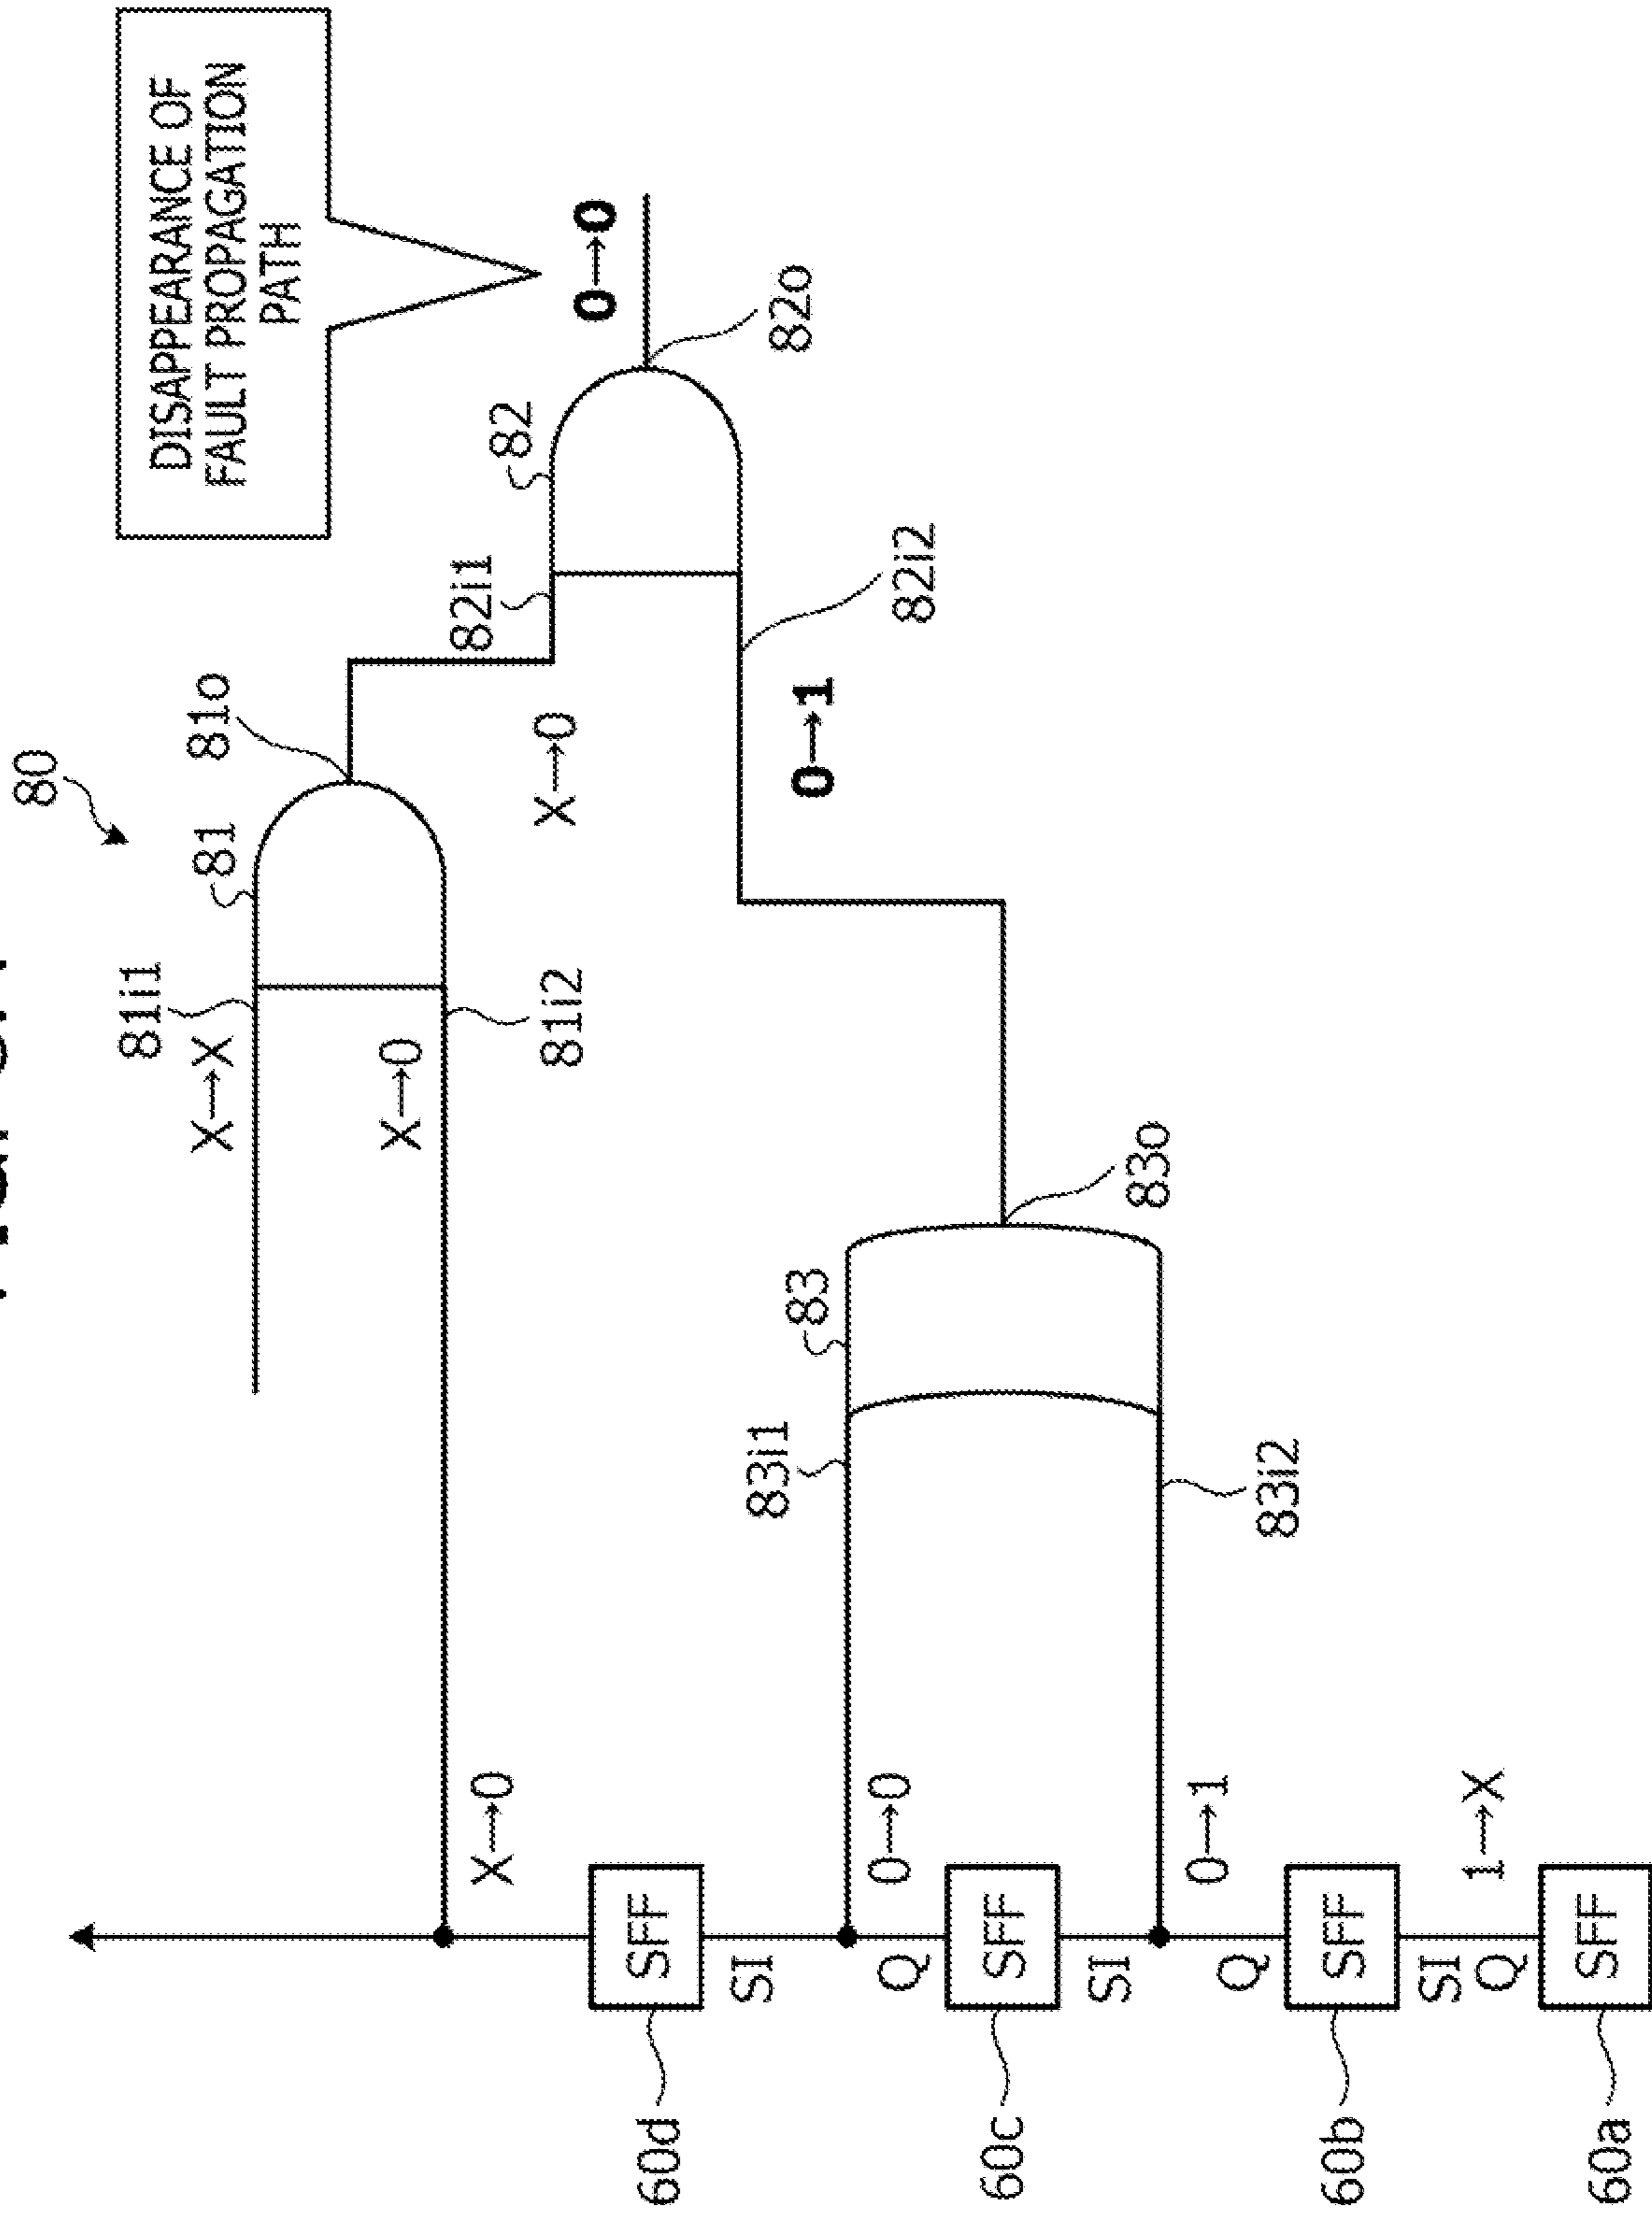 80
DISAPPEARANCE OF
FAULT PROPAGATION
PATH
81i1
81
81o
X→X
X→0
81i2
82i1
82
0→0
X→0
82o
X→0
60d
SFF
SI
83i1
83
0→1
82i2
Q
0→0
60c
SFF
83o
SI
83i2
Q
0→1
60b
SFF
SI
Q
1→X
60a
SFF